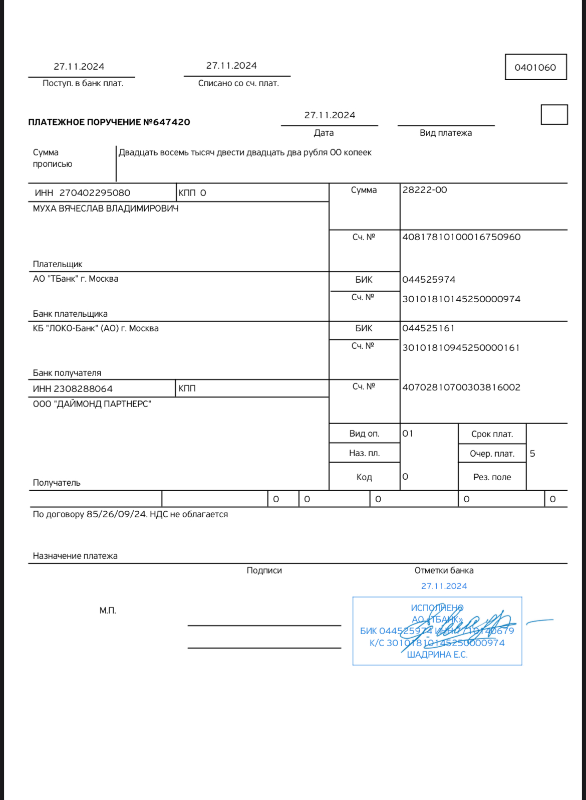 27.11.2024 27.11.2024 0401060
Поступ. в банк плат. Списано со сч. плат.
ПЛАТЕЖНОЕ ПОРУЧЕНИЕ №647420 27.11.2024
Дата Вид платежа
Сумма прописью Двадцать восемь тысяч двести двадцать два рубля 00 копеек
ИНН 270402295080 КПП 0 Сумма 28222-00
МУХА ВЯЧЕСЛАВ ВЛАДИМИРОВИЧ
Сч. № 40817810100016750960
Плательщик
АО "ТБанк" г. Москва БИК 044525974
Сч. № 30101810145250000974
Банк плательщика
КБ "ЛОКО-Банк" (АО) г. Москва БИК 044525161
Сч. № 30101810945250000161
Банк получателя
ИНН 2308288064 КПП Сч. № 40702810700303816002
ООО "ДАЙМОНД ПАРТНЕРС"
Вид оп. 01 Срок плат.
Наз. пл. Очер. плат. 5
Получатель Код 0 Рез. поле
0 0 0 0 0
По договору 85/26/09/24. НДС не облагается
Назначение платежа
Подписи Отметки банка
27.11.2024
М.П. ИСПОЛНЕНО
АО «ТБАНК»
БИК 044525974 ИНН 7710140679
К/С 30101810145250000974
ШАДРИНА Е.С.